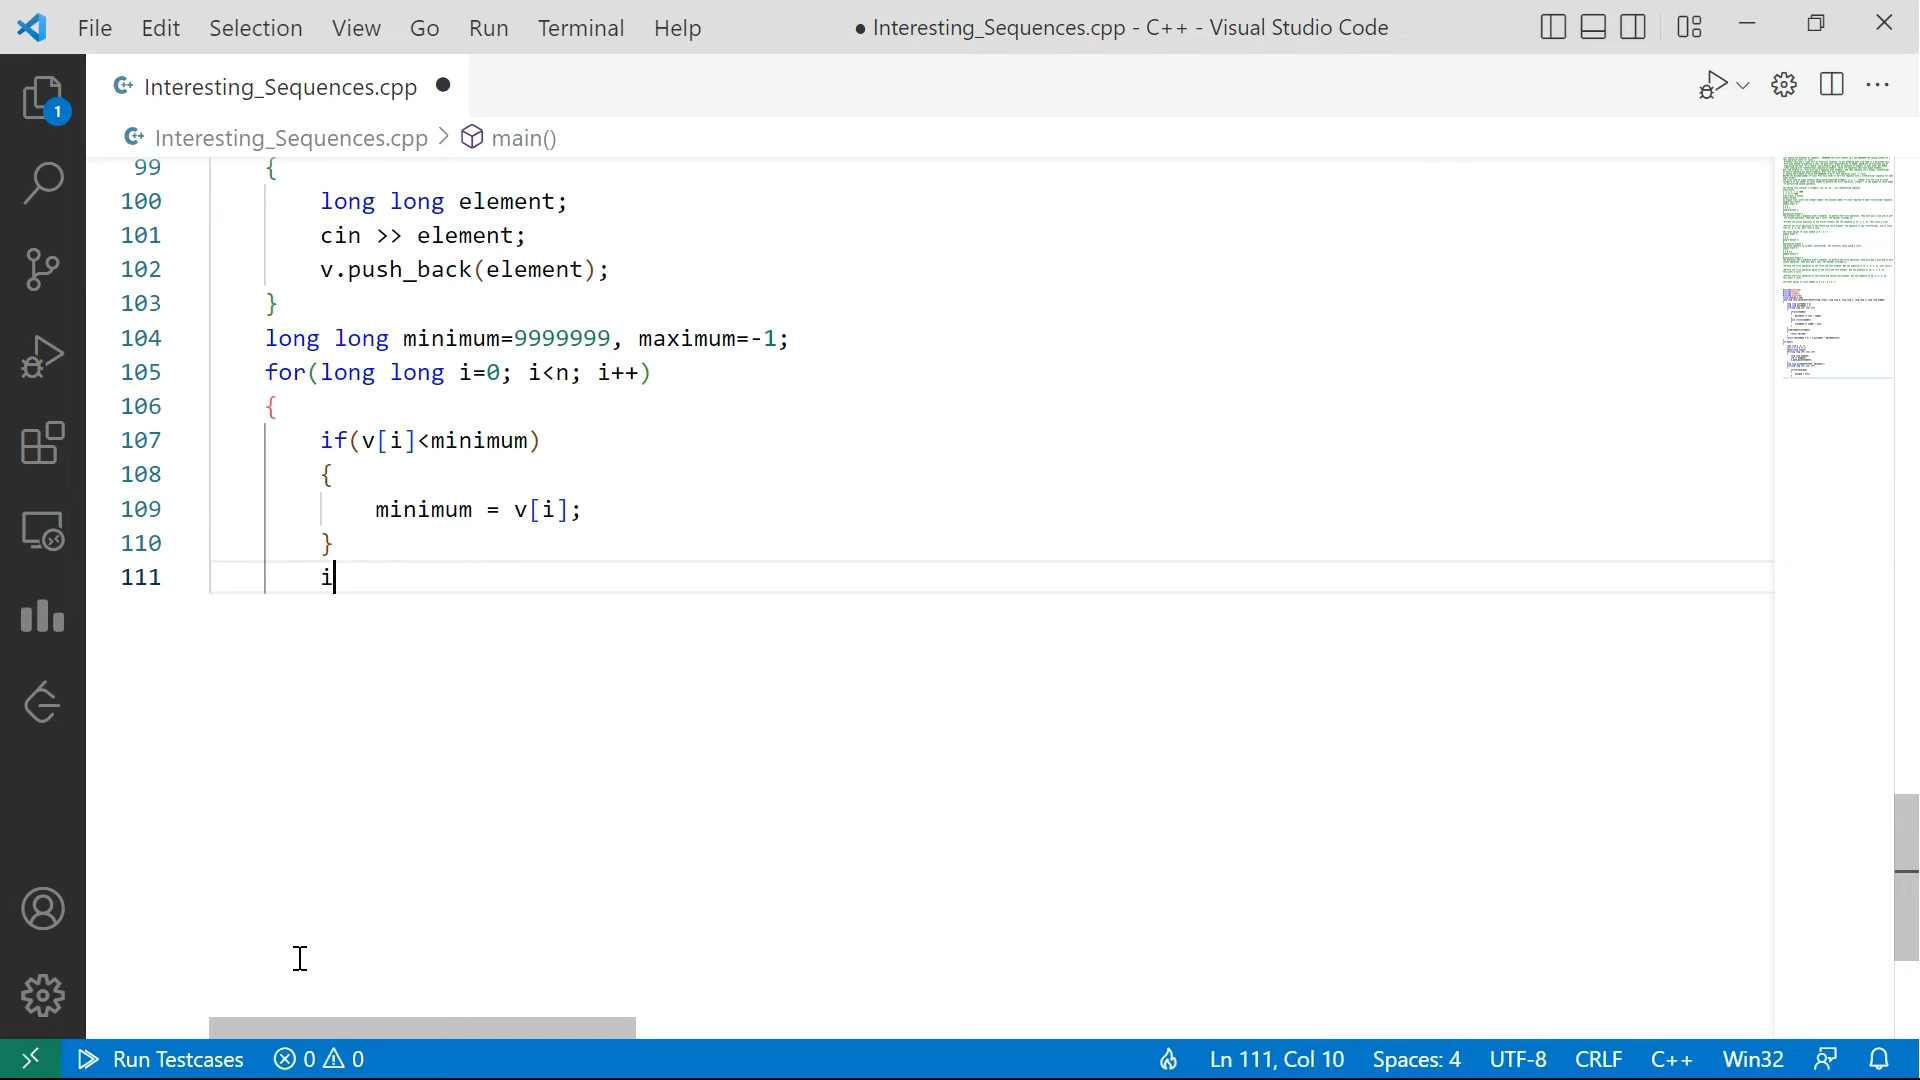 File Edit Selection View Go Run Terminal Help ● Interesting_Sequences.cpp - C++ - Visual Studio Code
Interesting_Sequences.cpp ●
Interesting_Sequences.cpp > main()
1
99 {
100 long long element;
101 cin >> element;
102 v.push_back(element);
103 }
104 long long minimum=9999999, maximum=-1;
105 for(long long i=0; i<n; i++)
106 {
107 if(v[i]<minimum)
108 {
109 minimum = v[i];
110 }
111 i
Run Testcases 0 0 Ln 111, Col 10 Spaces: 4 UTF-8 CRLF C++ Win32